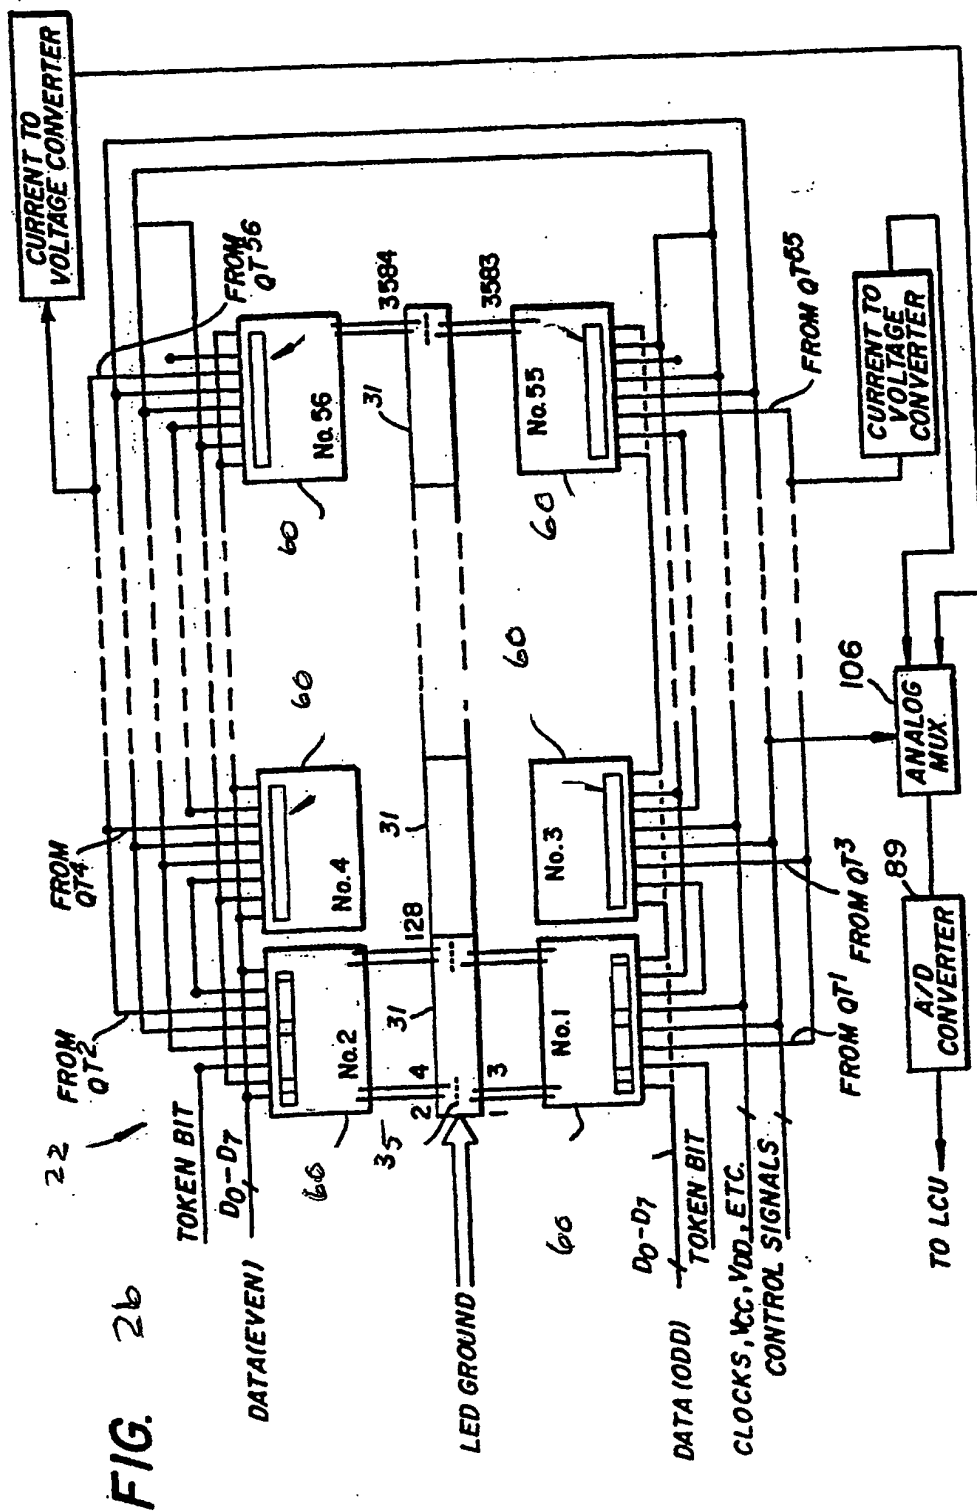 FIG. 2b
22
CURRENT TO
VOLTAGE CONVERTER
TOKEN BIT
D0-D7
DATA(EVEN)
FROM
QT2
FROM
QT4
FROM
QT56
No.2
No.4
No.56
60
60
60
35
2
4
128
3584
31
31
31
LED GROUND
1
3
3583
No.1
No.3
No.55
60
60
60
D0-D7
DATA(ODD)
TOKEN BIT
CLOCKS, VCC, VDD, ETC.
CONTROL SIGNALS
FROM QT1
FROM QT3
FROM QT55
CURRENT TO
VOLTAGE
CONVERTER
106
ANALOG
MUX
89
A/D
CONVERTER
TO LCU